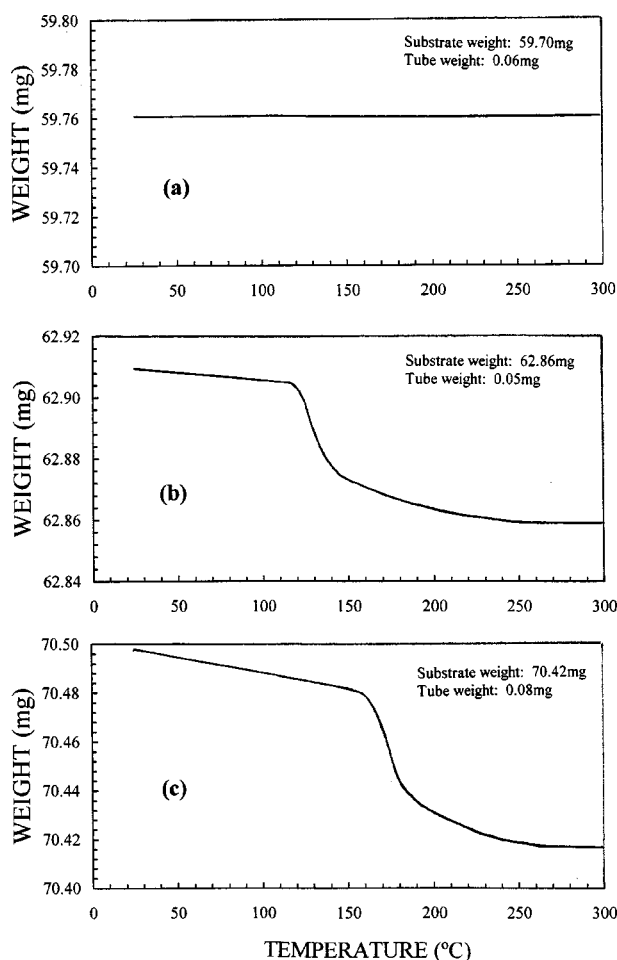 59.80
59.78
59.76
59.74
59.72
59.70
WEIGHT (mg)
Substrate weight: 59.70mg
Tube weight: 0.06mg
(a)
0 50 100 150 200 250 300
62.92
62.90
62.88
62.86
62.84
WEIGHT (mg)
Substrate weight: 62.86mg
Tube weight: 0.05mg
(b)
0 50 100 150 200 250 300
70.50
70.48
70.46
70.44
70.42
70.40
WEIGHT (mg)
Substrate weight: 70.42mg
Tube weight: 0.08mg
(c)
0 50 100 150 200 250 300
TEMPERATURE (ºC)